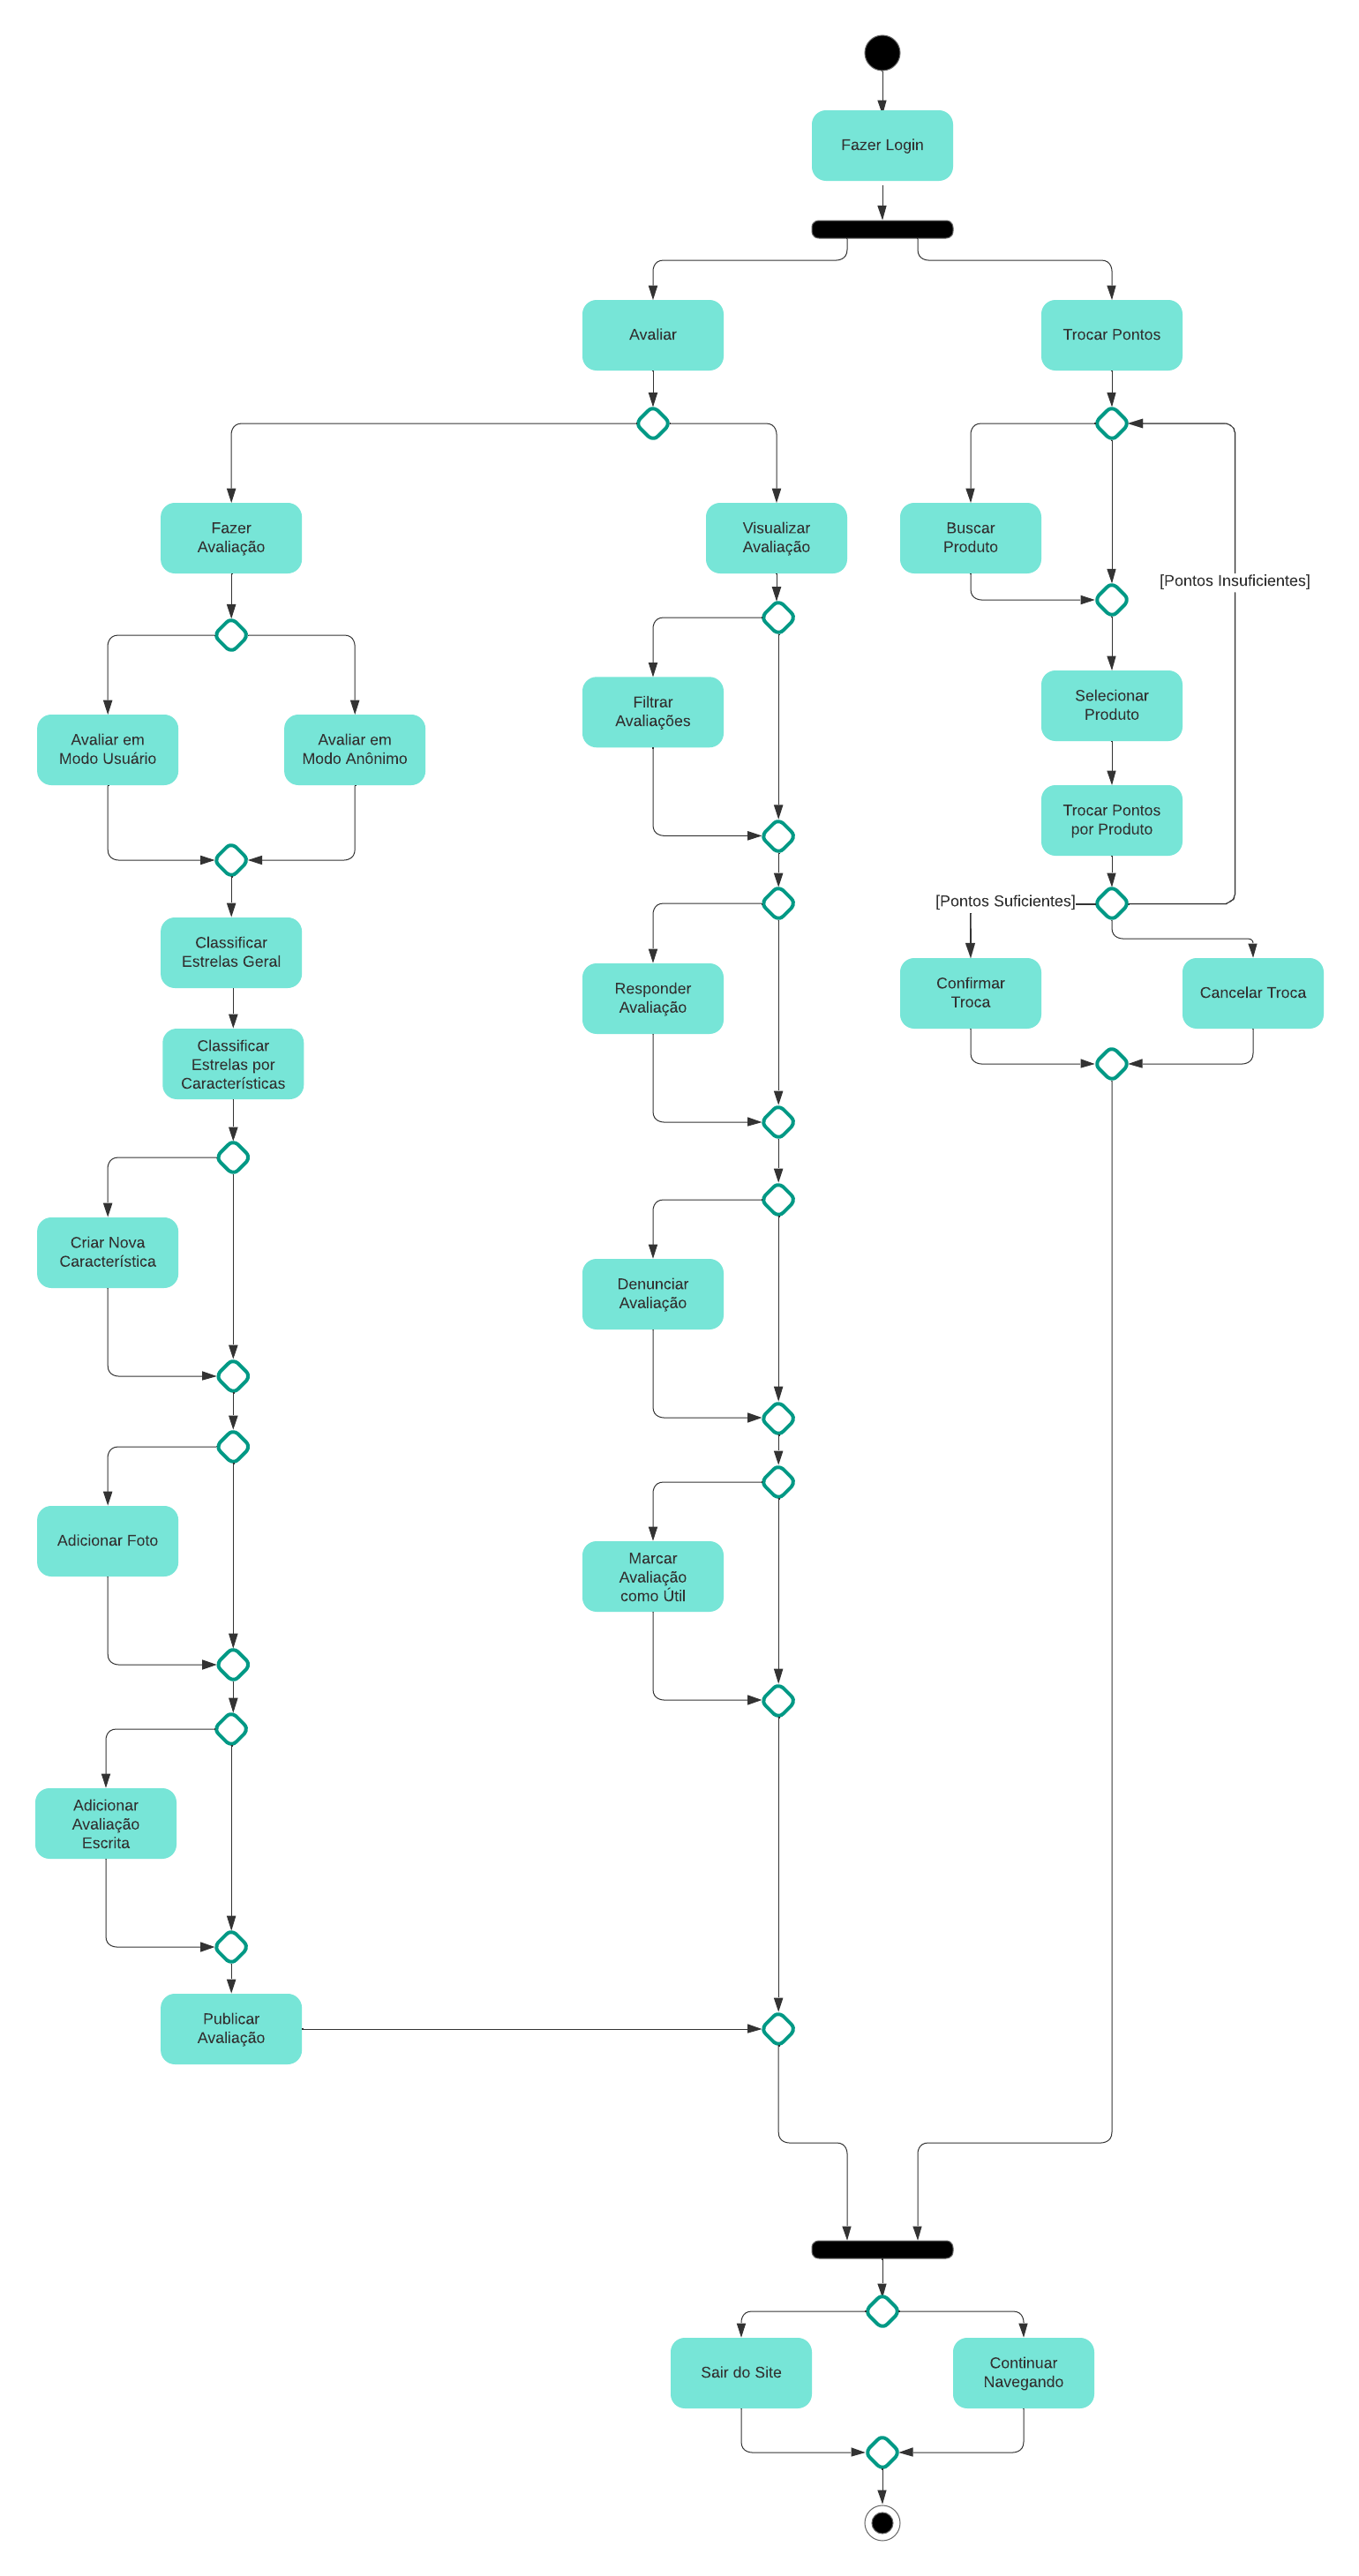 Fazer Login
Avaliar
Trocar Pontos
Fazer
Avaliação
Visualizar
Avaliação
Buscar
Produto
[Pontos Insuficientes]
Filtrar
Avaliações
Selecionar
Produto
Avaliar em
Modo Usuário
Avaliar em
Modo Anônimo
Trocar Pontos
por Produto
[Pontos Suficientes]
Classificar
Estrelas Geral
Responder
Avaliação
Confirmar
Troca
Cancelar Troca
Classificar
Estrelas por
Características
Criar Nova
Característica
Denunciar
Avaliação
Adicionar Foto
Marcar
Avaliação
como Útil
Adicionar
Avaliação
Escrita
Publicar
Avaliação
Sair do Site
Continuar
Navegando